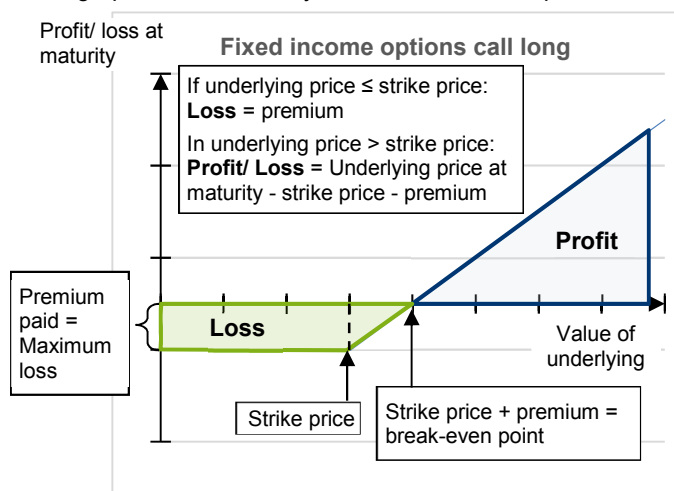 Profit/ loss at
maturity
Fixed income options call long
If underlying price ≤ strike price:
Loss = premium
In underlying price > strike price:
Profit/ Loss = Underlying price at
maturity - strike price - premium
Profit
Premium
paid =
Maximum
loss
Loss
Value of
underlying
Strike price
Strike price + premium =
break-even point